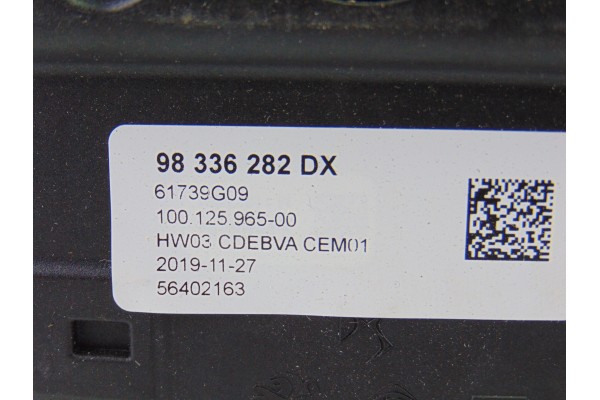 98 336 282 DX
61739G09
100.125.965-00
HW03 CDEBVA CEM01
2019-11-27
56402163